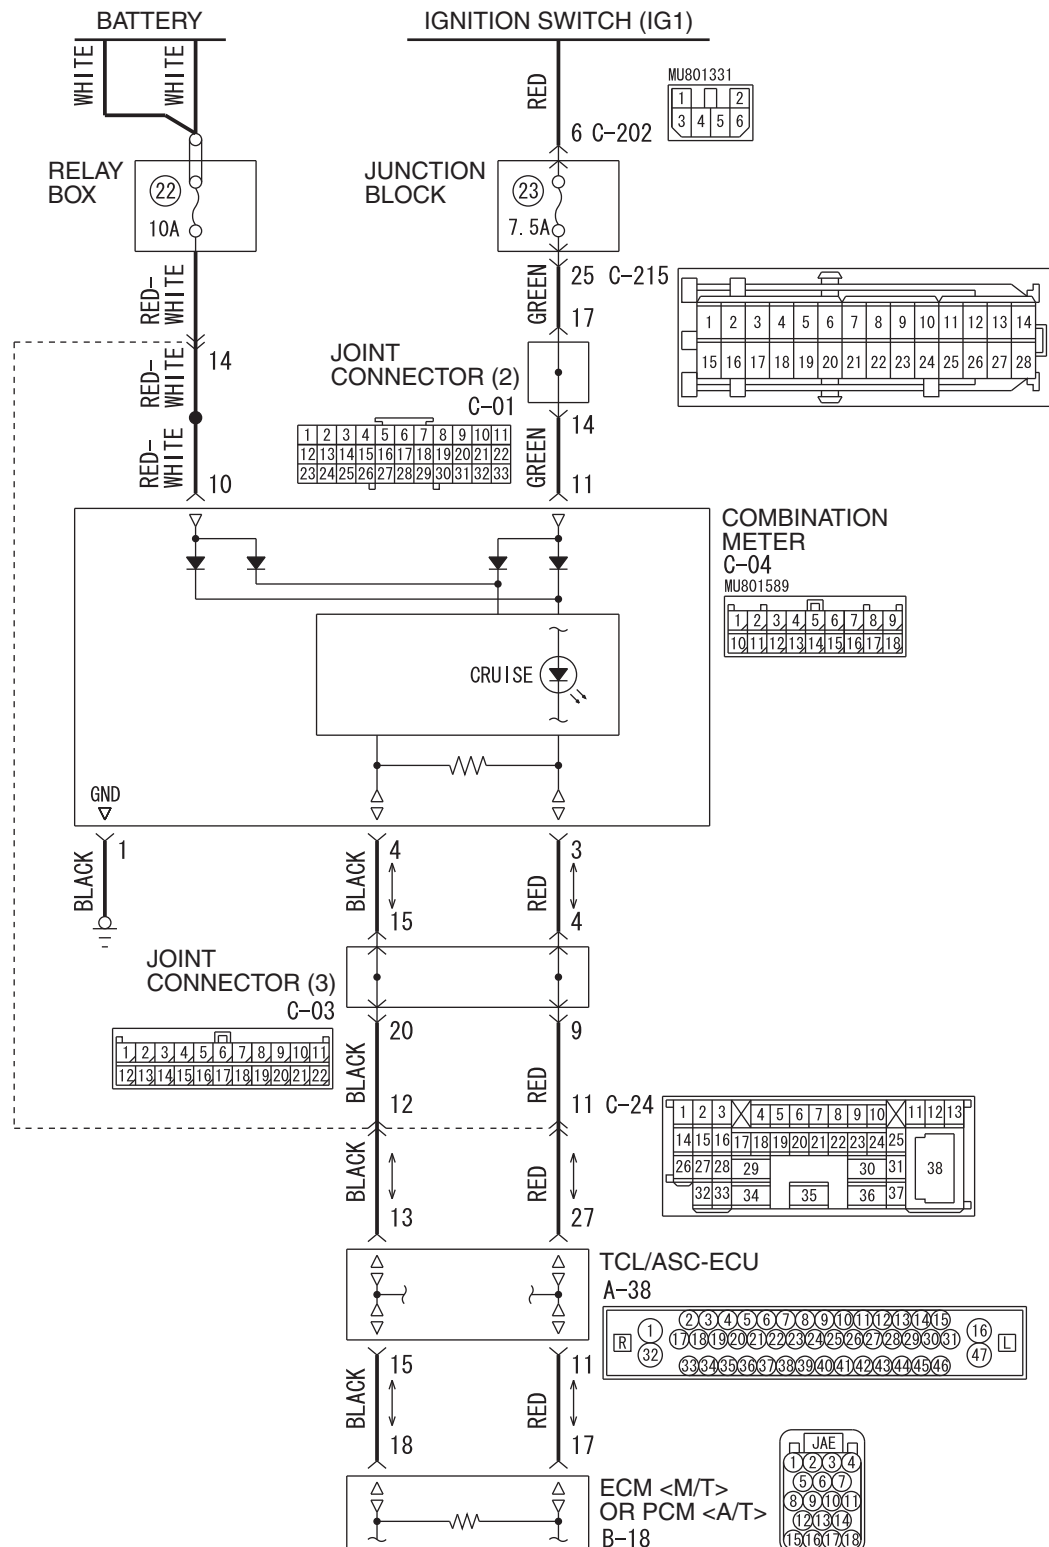 BATTERY
IGNITION SWITCH (IG1)
WHITE
WHITE
RED
MU801331
1 2
3 4 5 6
6 C-202
RELAY
BOX
22
10A
JUNCTION
BLOCK
23
7.5A
RED-
WHITE
GREEN
25 C-215
17
1 2 3 4 5 6 7 8 9 10 11 12 13 14
15 16 17 18 19 20 21 22 23 24 25 26 27 28
14
RED-
WHITE
JOINT
CONNECTOR (2)
C-01
1 2 3 4 5 6 7 8 9 10 11
12 13 14 15 16 17 18 19 20 21 22
23 24 25 26 27 28 29 30 31 32 33
14
GREEN
11
RED-
WHITE
10
COMBINATION
METER
C-04
MU801589
1 2 3 4 5 6 7 8 9
10 11 12 13 14 15 16 17 18
CRUISE
GND
1
BLACK
4
BLACK
15
3
RED
4
JOINT
CONNECTOR (3)
C-03
1 2 3 4 5 6 7 8 9 10 11
12 13 14 15 16 17 18 19 20 21 22
20
BLACK
12
9
RED
11 C-24
1 2 3 4 5 6 7 8 9 10 11 12 13
14 15 16 17 18 19 20 21 22 23 24 25
26 27 28 29 30 31 38
32 33 34 35 36 37
BLACK
13
RED
27
TCL/ASC-ECU
A-38
R 1 2 3 4 5 6 7 8 9 10 11 12 13 14 15 16 L
17 18 19 20 21 22 23 24 25 26 27 28 29 30 31
32 33 34 35 36 37 38 39 40 41 42 43 44 45 46 47
15
BLACK
18
11
RED
17
ECM <M/T>
OR PCM <A/T>
B-18
JAE
1 2 3 4
5 6 7
8 9 10 11
12 13 14
15 16 17 18